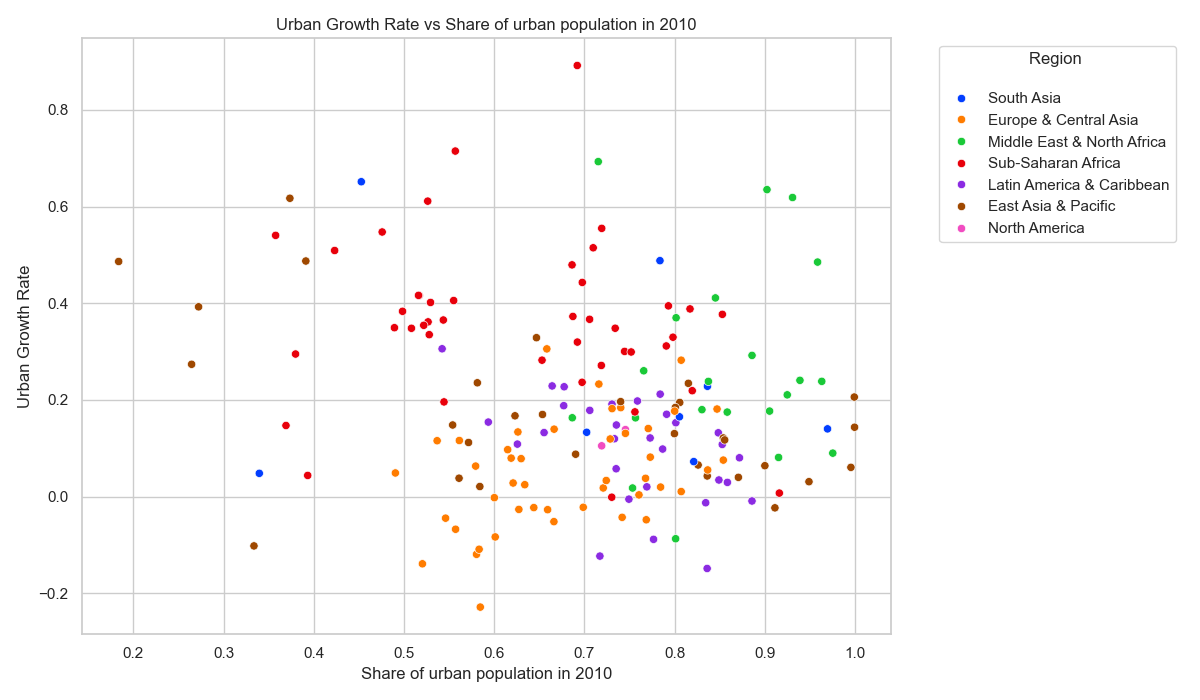 Urban Growth Rate vs Share of urban population in 2010
Region
South Asia
Europe & Central Asia
Middle East & North Africa
Sub-Saharan Africa
Latin America & Caribbean
East Asia & Pacific
North America
Urban Growth Rate
0.8
0.6
0.4
0.2
0.0
−0.2
0.2 0.3 0.4 0.5 0.6 0.7 0.8 0.9 1.0
Share of urban population in 2010